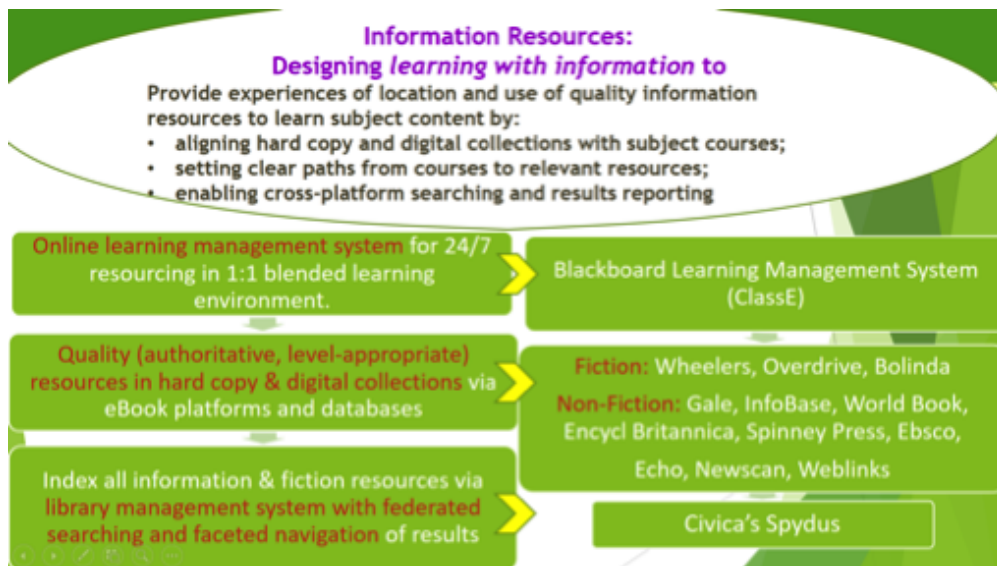 Information Resources:
Designing learning with information to
Provide experiences of location and use of quality information
resources to learn subject content by:
• aligning hard copy and digital collections with subject courses;
• setting clear paths from courses to relevant resources;
• enabling cross-platform searching and results reporting
Online learning management system for 24/7
resourcing in 1:1 blended learning
environment.
Blackboard Learning Management System
(ClassE)
Quality (authoritative, level-appropriate)
resources in hard copy & digital collections via
eBook platforms and databases
Fiction: Wheelers, Overdrive, Bolinda
Non-Fiction: Gale, InfoBase, World Book,
Encycl Britannica, Spinney Press, Ebsco,
Echo, Newscan, Weblinks
Index all information & fiction resources via
library management system with federated
searching and faceted navigation of results
Civica's Spydus